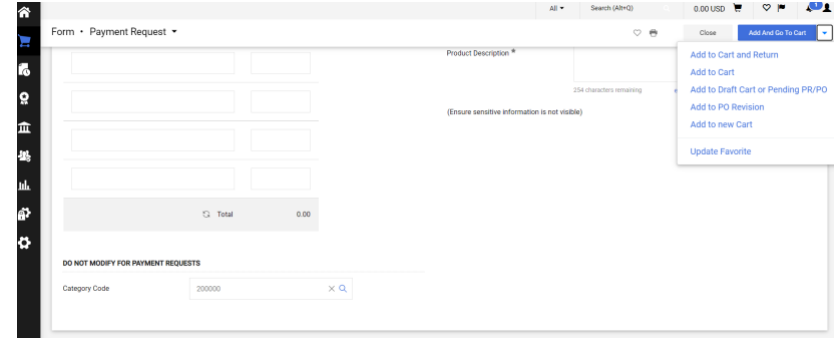 All
Search (Alt+Q)
0.00 USD
1
Form • Payment Request
Close
Add And Go To Cart
Add to Cart and Return
Add to Cart
Add to Draft Cart or Pending PR/PO
Add to PO Revision
Add to new Cart
Update Favorite
Product Description *
254 characters remaining
(Ensure sensitive information is not visible)
Total 0.00
DO NOT MODIFY FOR PAYMENT REQUESTS
Category Code 200000